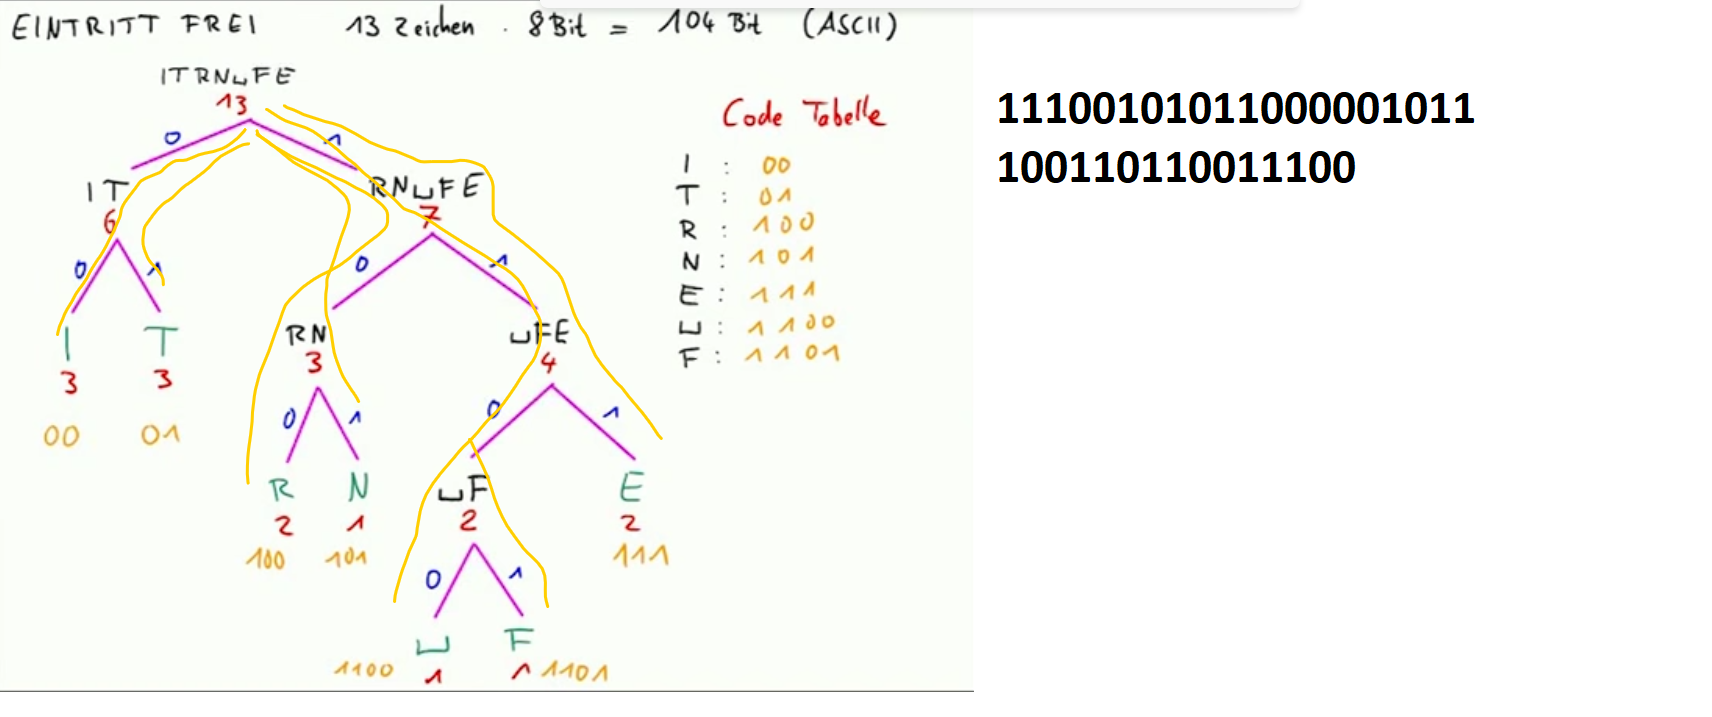 EINTRITT FREI 13 Zeichen · 8 Bit = 104 Bit (ASCII)
ITRN␣FE
13
0 1
IT RN␣FE
6 7
0 1 0 1
I T RN ␣FE
3 3 3 4
00 01 0 1 0 1
R N ␣F E
2 1 2 2
100 101 0 1 111
␣ F
1100 1 1 1101
Code Tabelle
I : 00
T : 01
R : 100
N : 101
E : 111
␣ : 1100
F : 1101
11100101011000001011
100110110011100